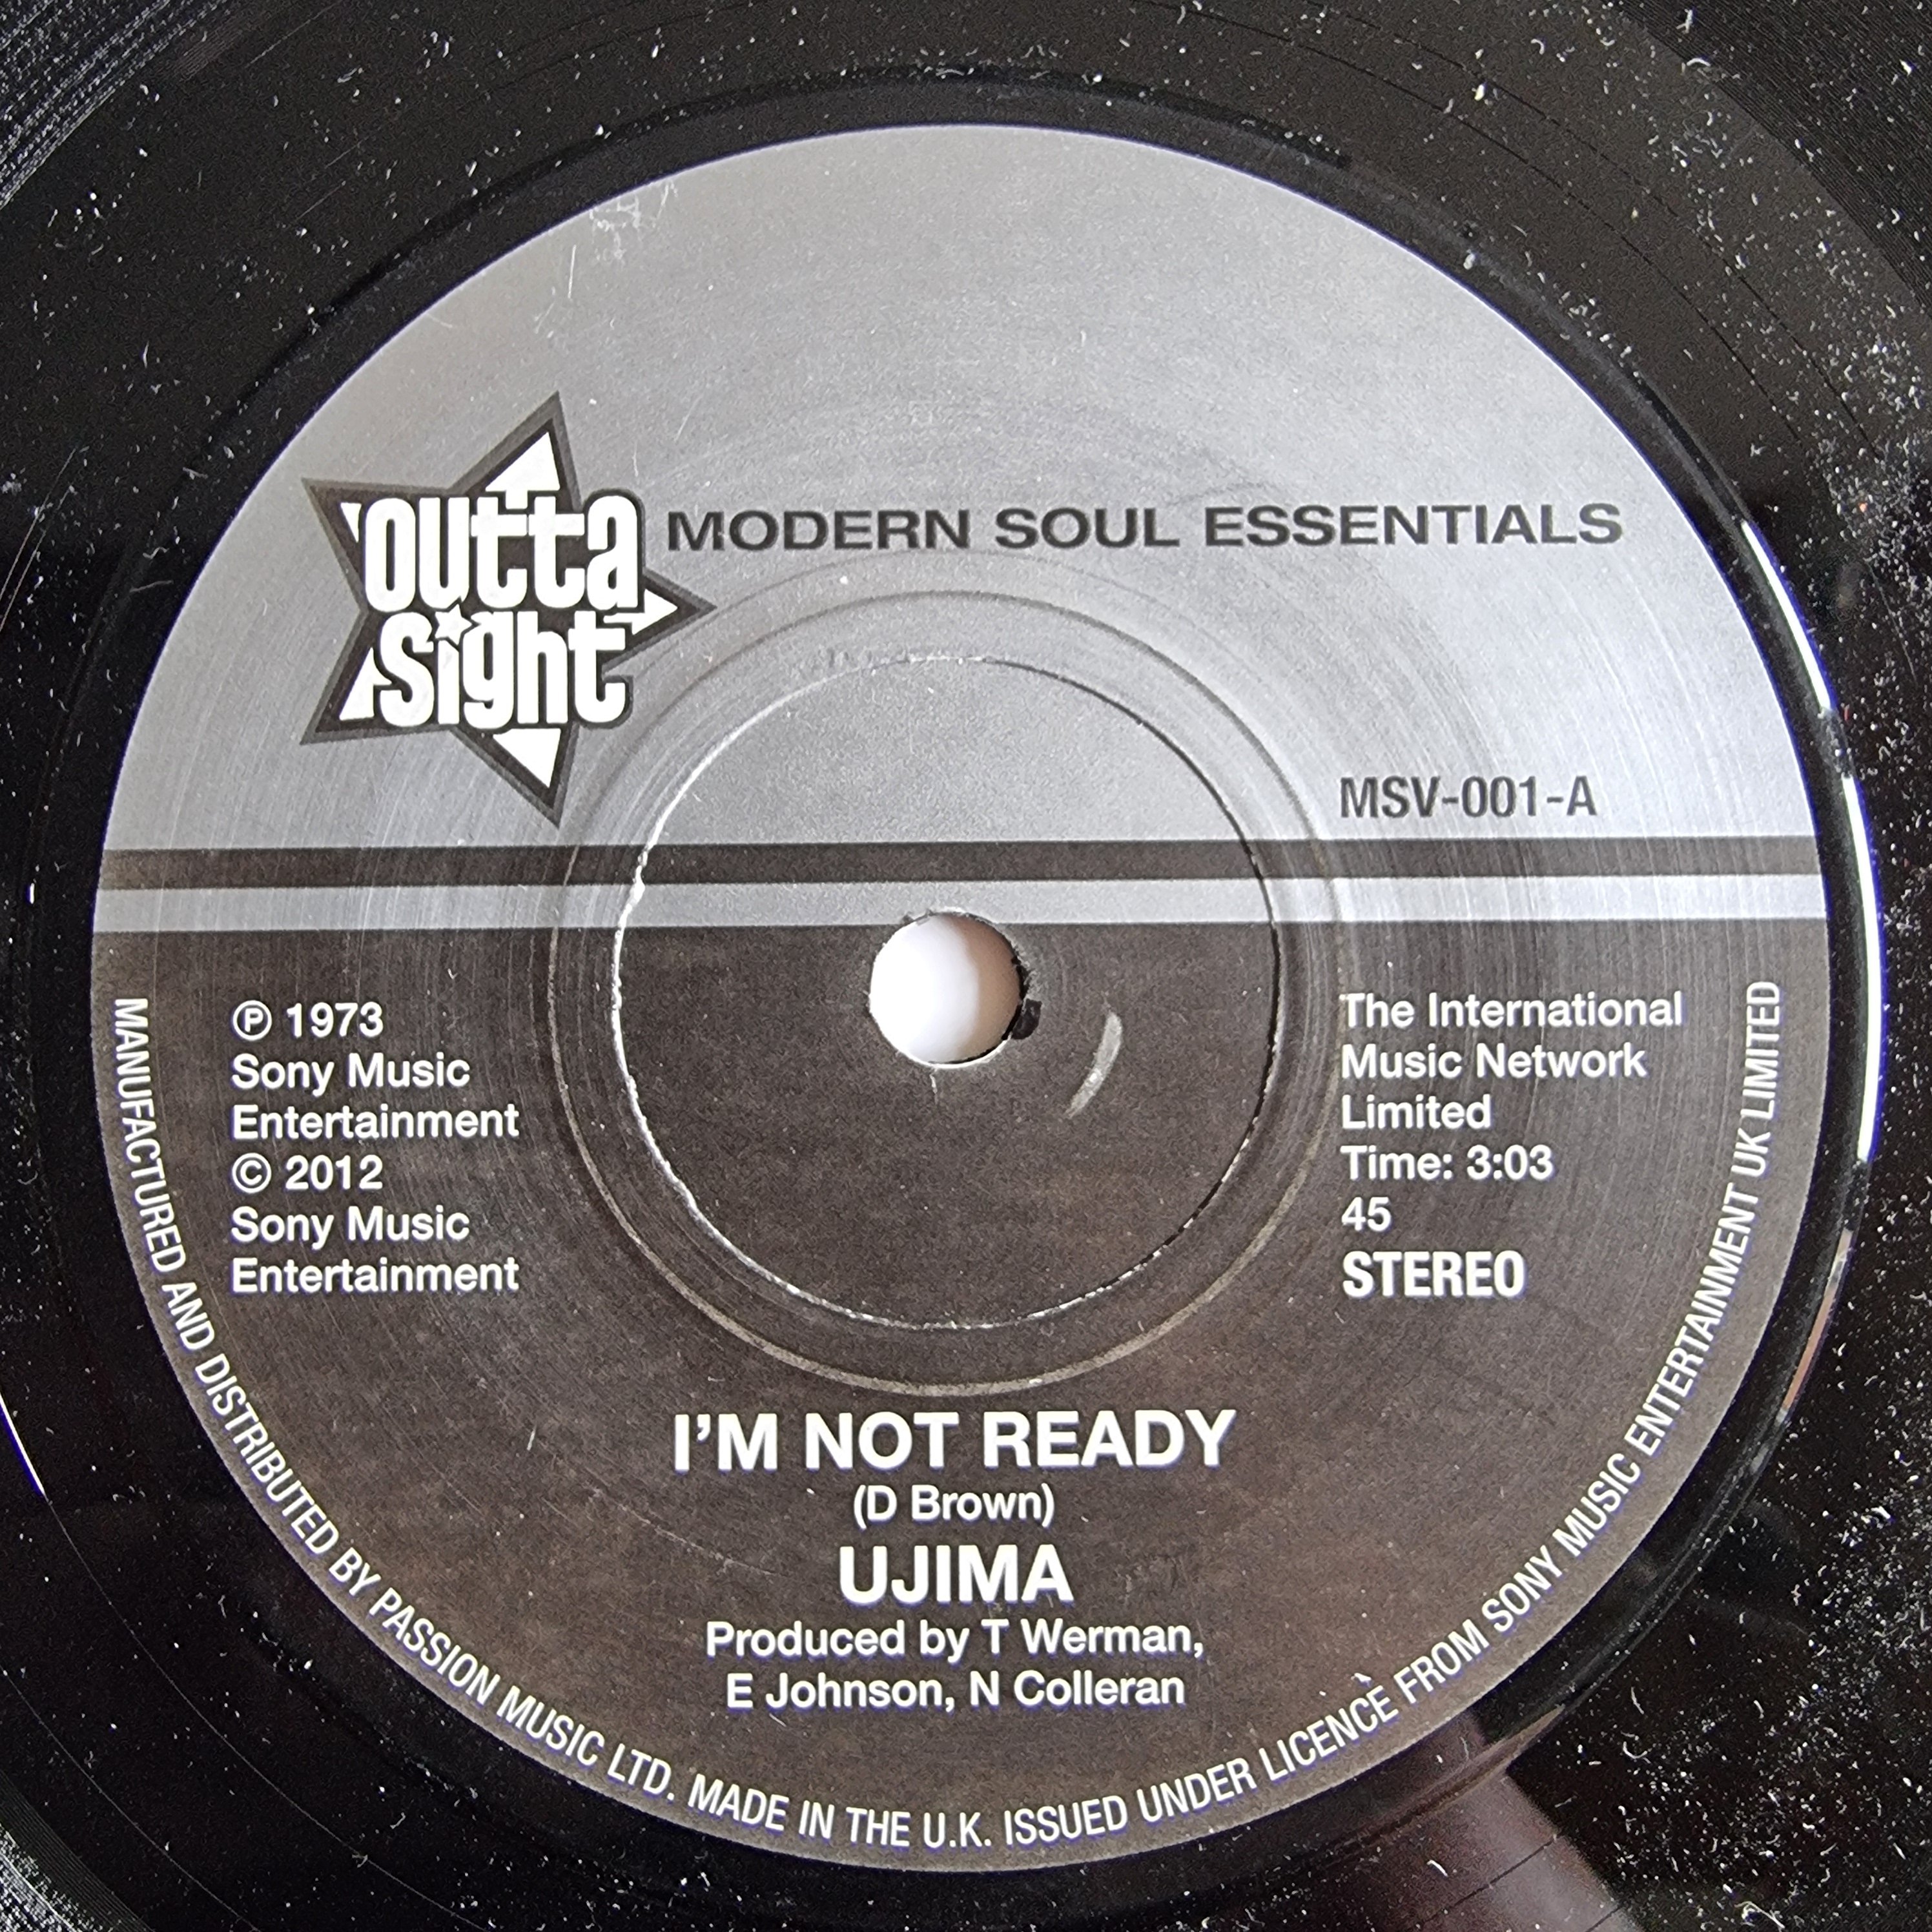 outta
sight
MODERN SOUL ESSENTIALS
MSV-001-A
℗ 1973
Sony Music
Entertainment
© 2012
Sony Music
Entertainment
The International
Music Network
Limited
Time: 3:03
45
STEREO
I'M NOT READY
(D Brown)
UJIMA
Produced by T Werman,
E Johnson, N Colleran
MANUFACTURED AND DISTRIBUTED BY PASSION MUSIC LTD. MADE IN THE U.K. ISSUED UNDER LICENCE FROM SONY MUSIC ENTERTAINMENT UK LIMITED